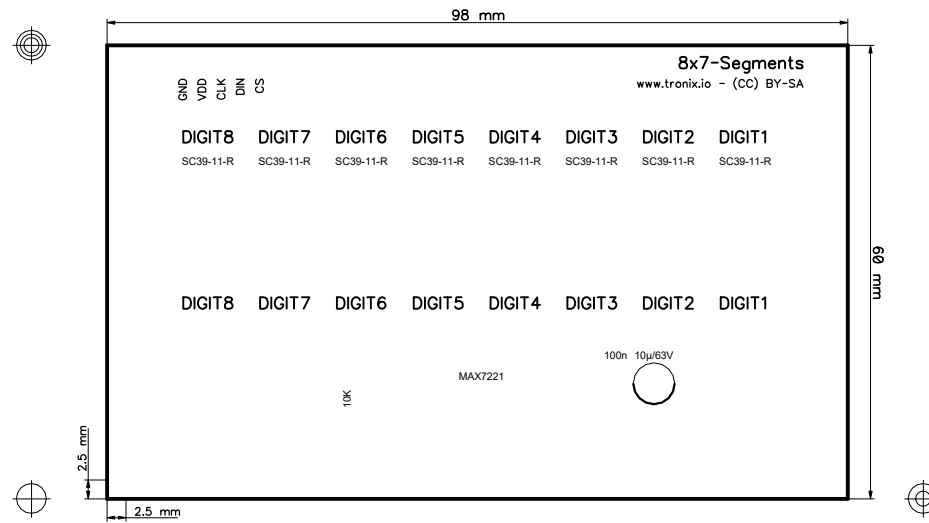 98 mm
8x7-Segments
www.tronix.io - (CC) BY-SA
GND
VDD
CLK
DIN
CS
DIGIT8 DIGIT7 DIGIT6 DIGIT5 DIGIT4 DIGIT3 DIGIT2 DIGIT1
SC39-11-R SC39-11-R SC39-11-R SC39-11-R SC39-11-R SC39-11-R SC39-11-R SC39-11-R
60 mm
DIGIT8 DIGIT7 DIGIT6 DIGIT5 DIGIT4 DIGIT3 DIGIT2 DIGIT1
100n 10µ/63V
MAX7221
10K
2.5 mm
2.5 mm